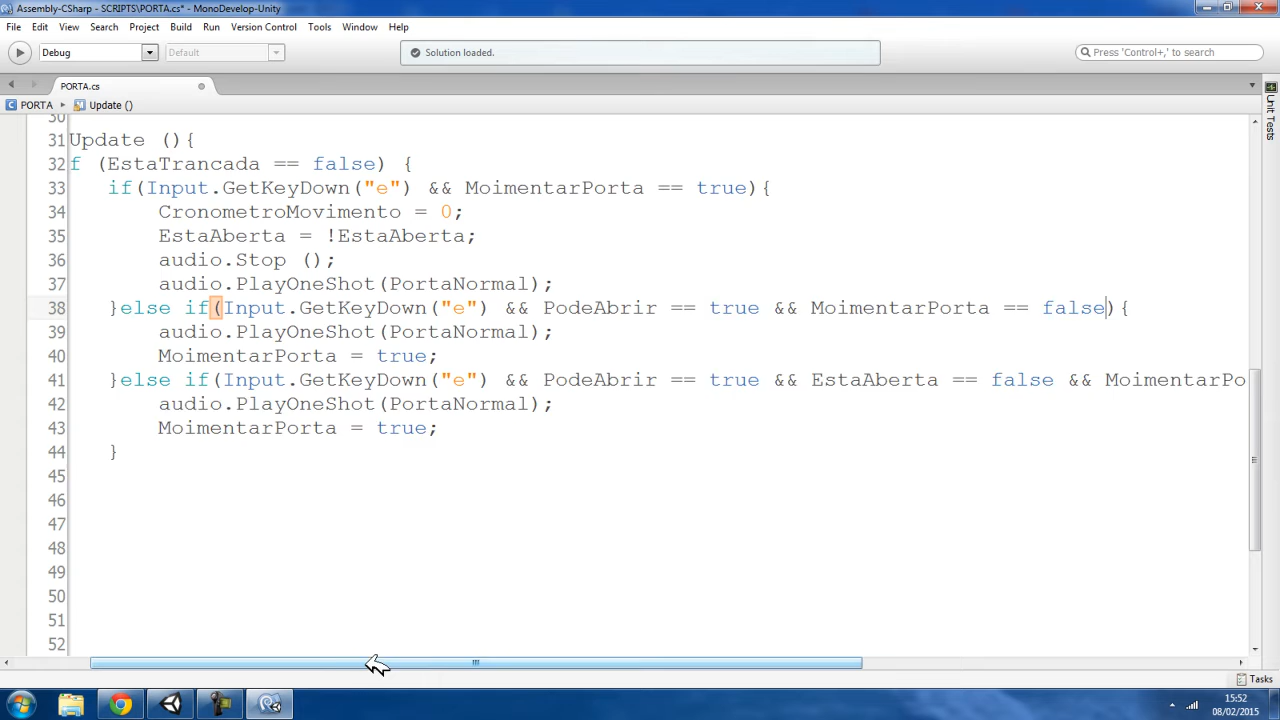 Assembly-CSharp - SCRIPTS\PORTA.cs* - MonoDevelop-Unity
File Edit View Search Project Build Run Version Control Tools Window Help
Debug Default Solution loaded. Press 'Control+,' to search
PORTA.cs
PORTA Update ()
Unit Tests
30
31 Update (){
32 f (EstaTrancada == false) {
33 if(Input.GetKeyDown("e") && MoimentarPorta == true){
34 CronometroMovimento = 0;
35 EstaAberta = !EstaAberta;
36 audio.Stop ();
37 audio.PlayOneShot(PortaNormal);
38 }else if(Input.GetKeyDown("e") && PodeAbrir == true && MoimentarPorta == false){
39 audio.PlayOneShot(PortaNormal);
40 MoimentarPorta = true;
41 }else if(Input.GetKeyDown("e") && PodeAbrir == true && EstaAberta == false && MoimentarPo
42 audio.PlayOneShot(PortaNormal);
43 MoimentarPorta = true;
44 }
45
46
47
48
49
50
51
52
Tasks
15:52
08/02/2015